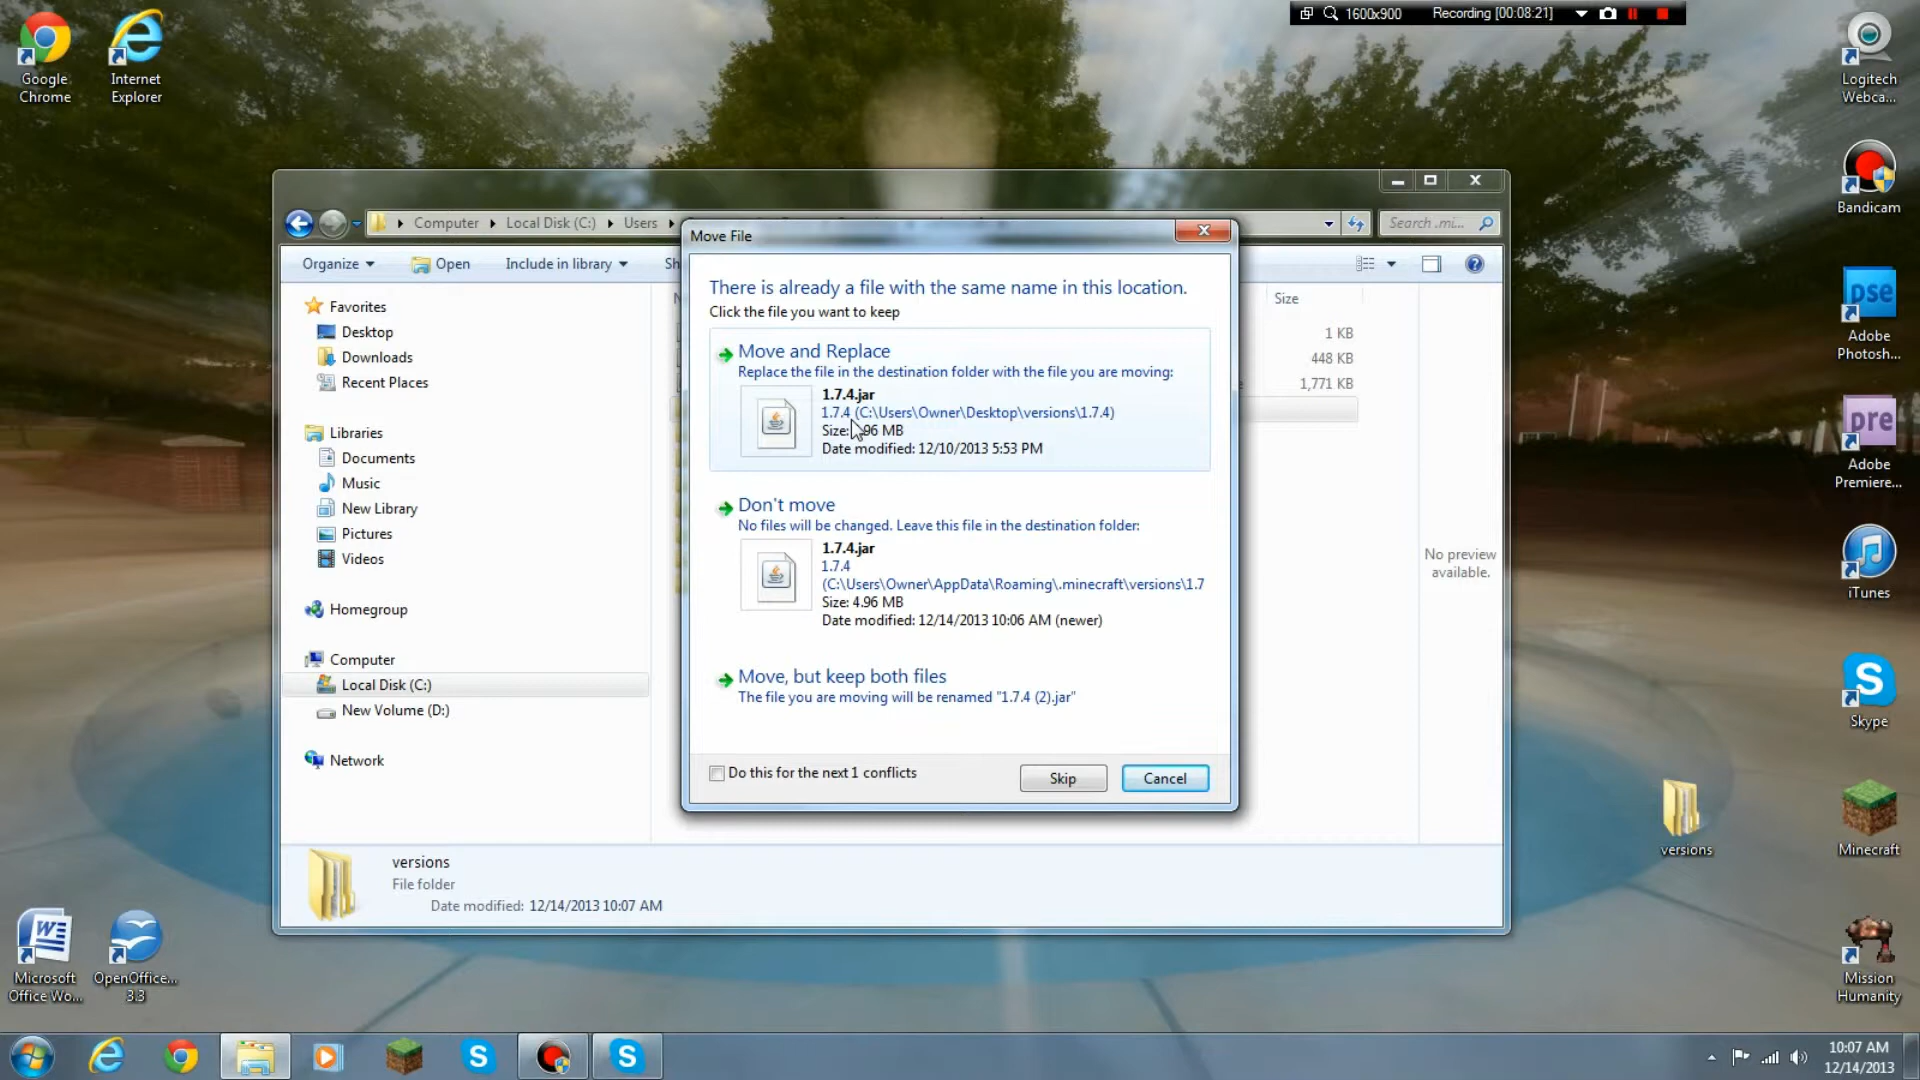 1600x900 Recording [00:08:21]
Google
Chrome
Internet
Explorer
Logitech
Webca...
Bandicam
Adobe
Photosh...
Adobe
Premiere...
iTunes
Skype
versions
Minecraft
Mission
Humanity
Microsoft
Office Wo...
OpenOffice...
3.3
Computer Local Disk (C:) Users
Search .mi...
Organize Open Include in library Sh
Size
Favorites
Desktop
Downloads
Recent Places
Libraries
Documents
Music
New Library
Pictures
Videos
Homegroup
Computer
Local Disk (C:)
New Volume (D:)
Network
1 KB
448 KB
1,771 KB
No preview
available.
Move File
There is already a file with the same name in this location.
Click the file you want to keep
Move and Replace
Replace the file in the destination folder with the file you are moving:
1.7.4.jar
1.7.4 (C:\Users\Owner\Desktop\versions\1.7.4)
Size: .96 MB
Date modified: 12/10/2013 5:53 PM
Don't move
No files will be changed. Leave this file in the destination folder:
1.7.4.jar
1.7.4
(C:\Users\Owner\AppData\Roaming\.minecraft\versions\1.7
Size: 4.96 MB
Date modified: 12/14/2013 10:06 AM (newer)
Move, but keep both files
The file you are moving will be renamed "1.7.4 (2).jar"
Do this for the next 1 conflicts
Skip
Cancel
versions
File folder
Date modified: 12/14/2013 10:07 AM
10:07 AM
12/14/2013
pse
pre